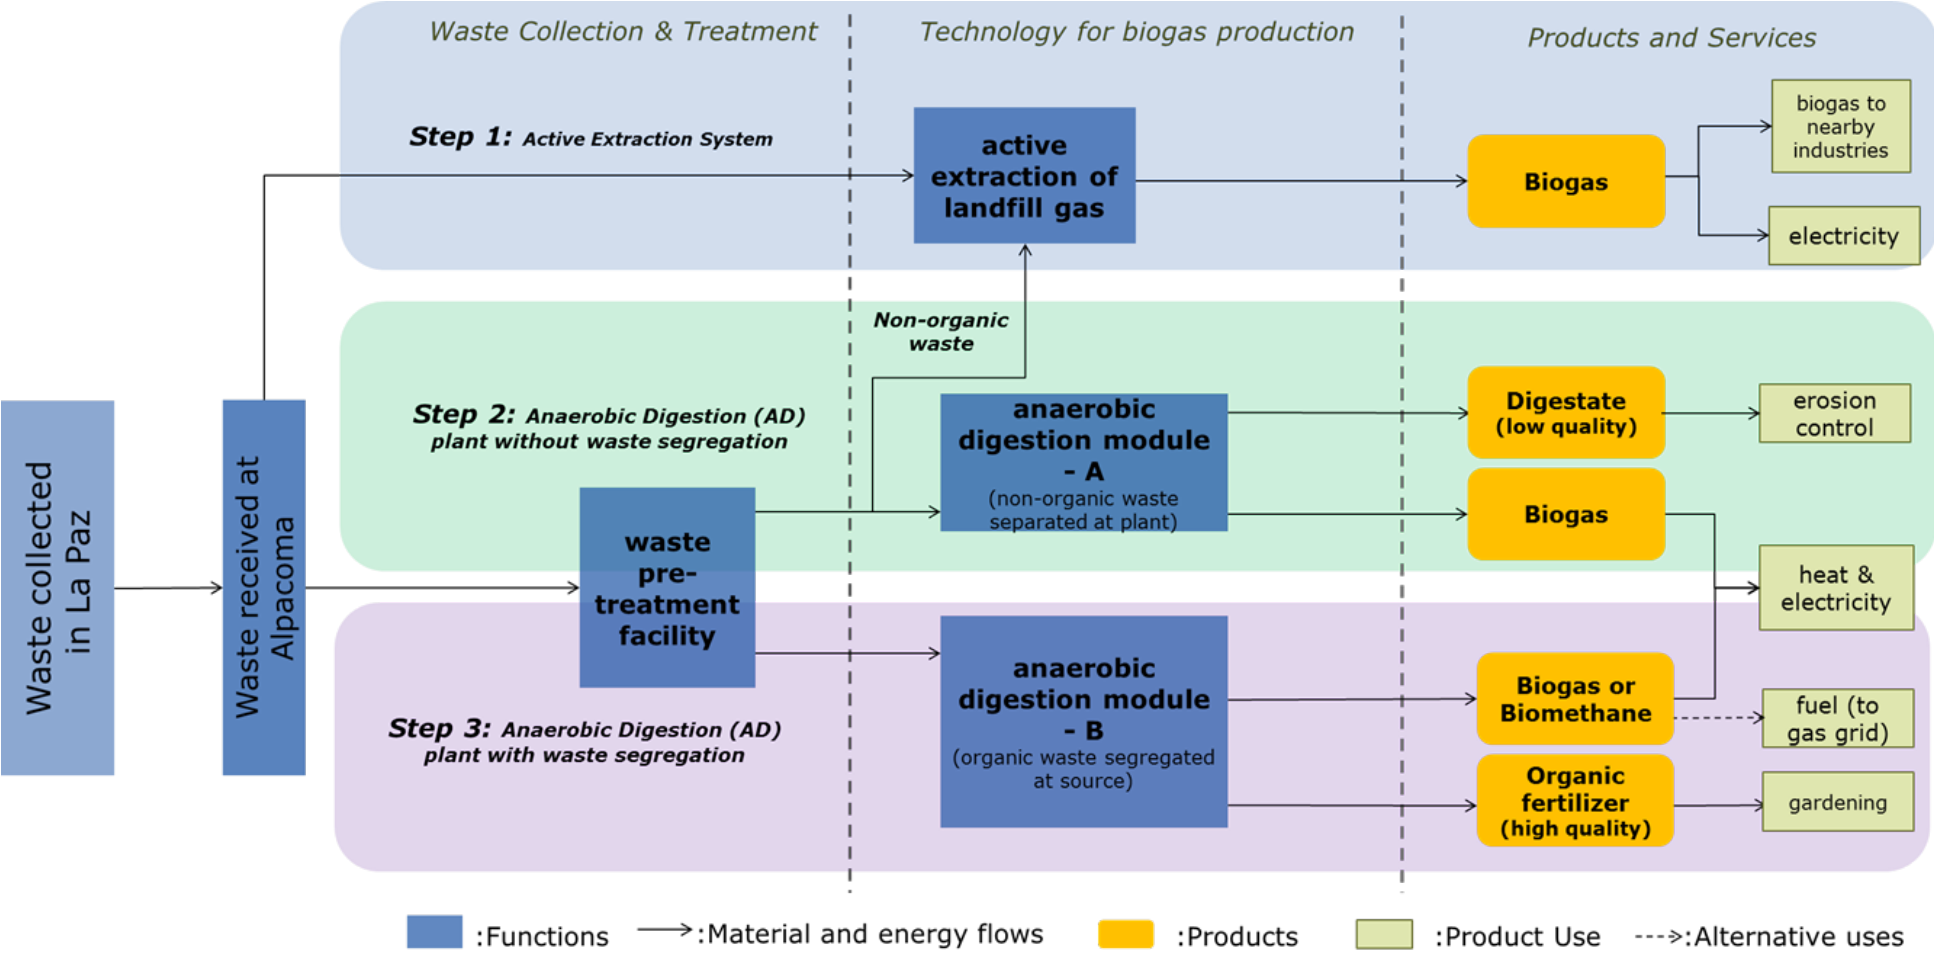 Waste Collection & Treatment
Technology for biogas production
Products and Services
Step 1: Active Extraction System
active
extraction of
landfill gas
Biogas
biogas to
nearby
industries
electricity
Non-organic
waste
Step 2: Anaerobic Digestion (AD)
plant without waste segregation
anaerobic
digestion module
- A
(non-organic waste
separated at plant)
Digestate
(low quality)
erosion
control
Biogas
Waste collected
in La Paz
Waste received at
Alpacoma
waste
pre-
treatment
facility
heat &
electricity
Step 3: Anaerobic Digestion (AD)
plant with waste segregation
anaerobic
digestion module
- B
(organic waste segregated
at source)
Biogas or
Biomethane
fuel (to
gas grid)
Organic
fertilizer
(high quality)
gardening
:Functions
:Material and energy flows
:Products
:Product Use
:Alternative uses